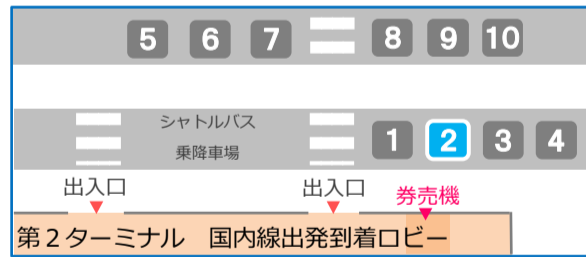 5 6 7 8 9 10
シャトルバス
乗降車場
1 2 3 4
出入口 出入口 券売機
第2ターミナル 国内線出発到着ロビー